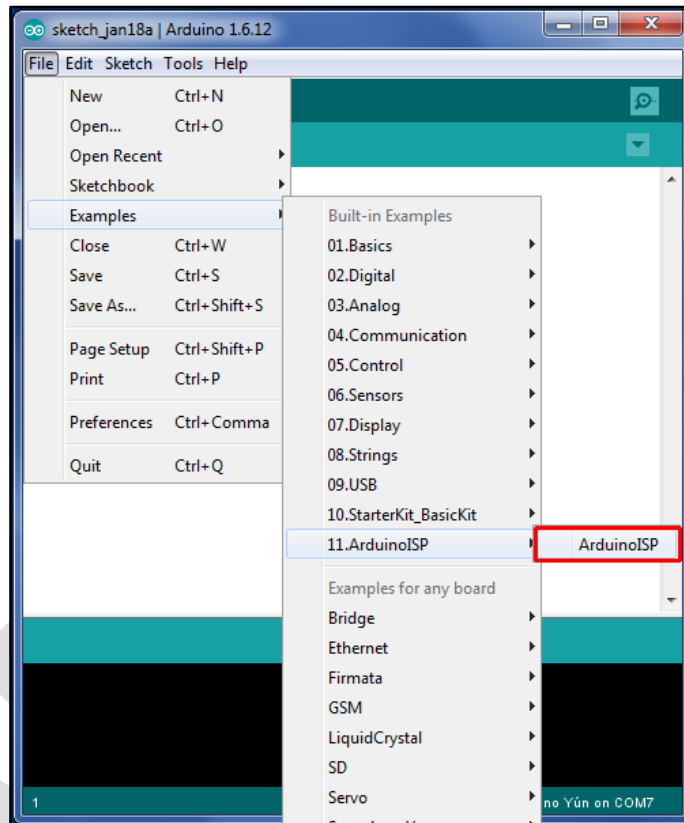 sketch_jan18a | Arduino 1.6.12
File Edit Sketch Tools Help
New Ctrl+N
Open... Ctrl+O
Open Recent
Sketchbook
Examples
Close Ctrl+W
Save Ctrl+S
Save As... Ctrl+Shift+S
Page Setup Ctrl+Shift+P
Print Ctrl+P
Preferences Ctrl+Comma
Quit Ctrl+Q
Built-in Examples
01.Basics
02.Digital
03.Analog
04.Communication
05.Control
06.Sensors
07.Display
08.Strings
09.USB
10.StarterKit_BasicKit
11.ArduinoISP
ArduinoISP
Examples for any board
Bridge
Ethernet
Firmata
GSM
LiquidCrystal
SD
Servo
1
no Yún on COM7